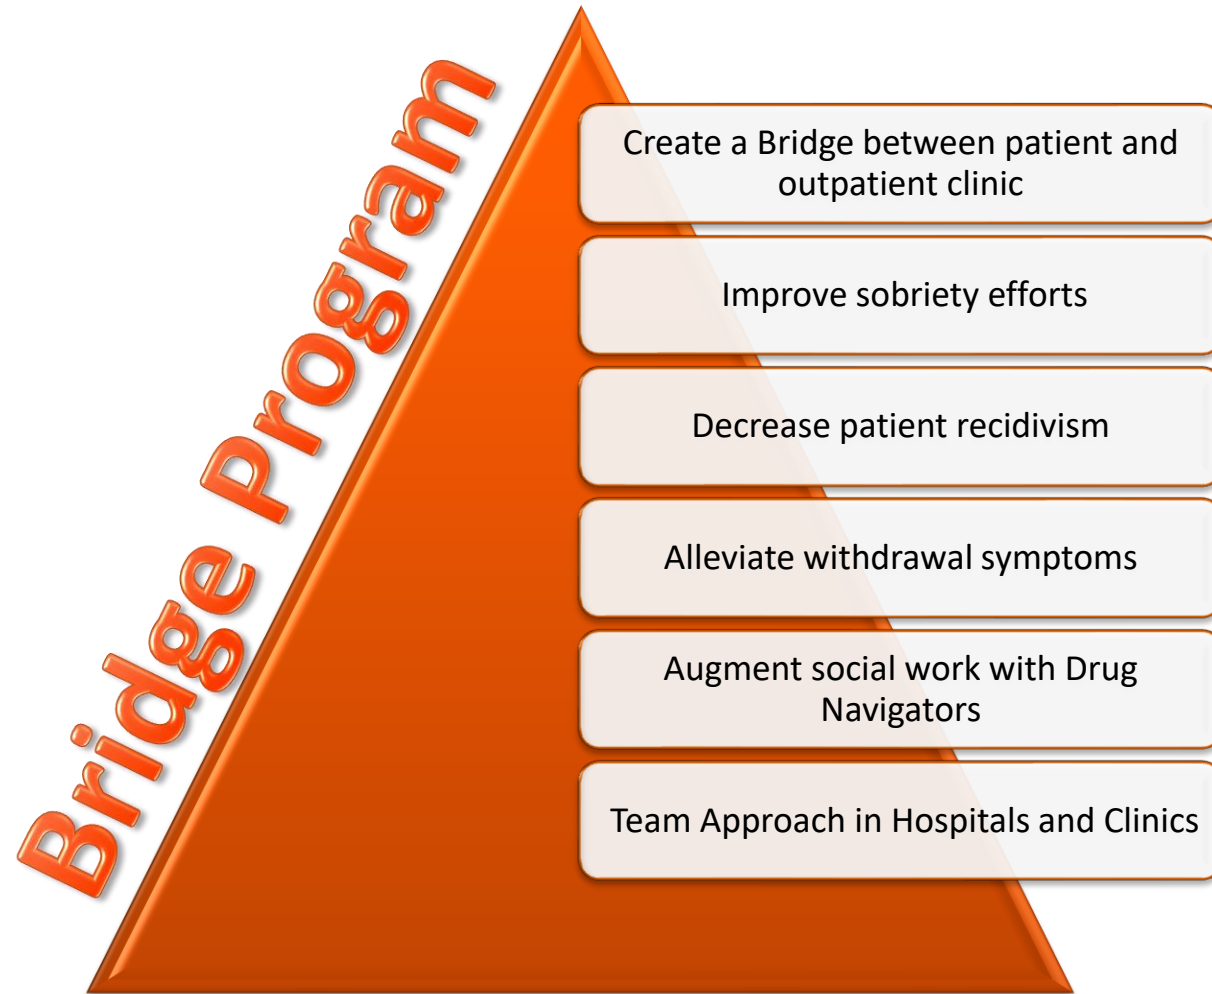 Bridge Program
Create a Bridge between patient and
outpatient clinic
Improve sobriety efforts
Decrease patient recidivism
Alleviate withdrawal symptoms
Augment social work with Drug
Navigators
Team Approach in Hospitals and Clinics